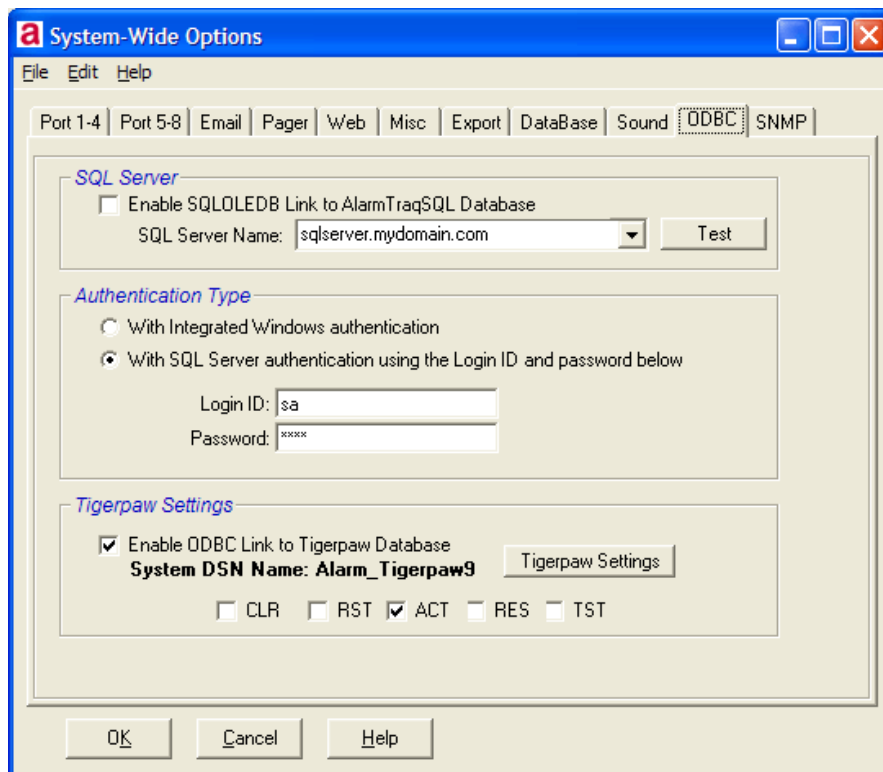 a System-Wide Options
File Edit Help
Port 1-4 Port 5-8 Email Pager Web Misc Export DataBase Sound ODBC SNMP
SQL Server
Enable SQLOLEDB Link to AlarmTraqSQL Database
SQL Server Name: sqlserver.mydomain.com Test
Authentication Type
With Integrated Windows authentication
With SQL Server authentication using the Login ID and password below
Login ID: sa
Password: ****
Tigerpaw Settings
Enable ODBC Link to Tigerpaw Database
System DSN Name: Alarm_Tigerpaw9 Tigerpaw Settings
CLR RST ACT RES TST
OK Cancel Help